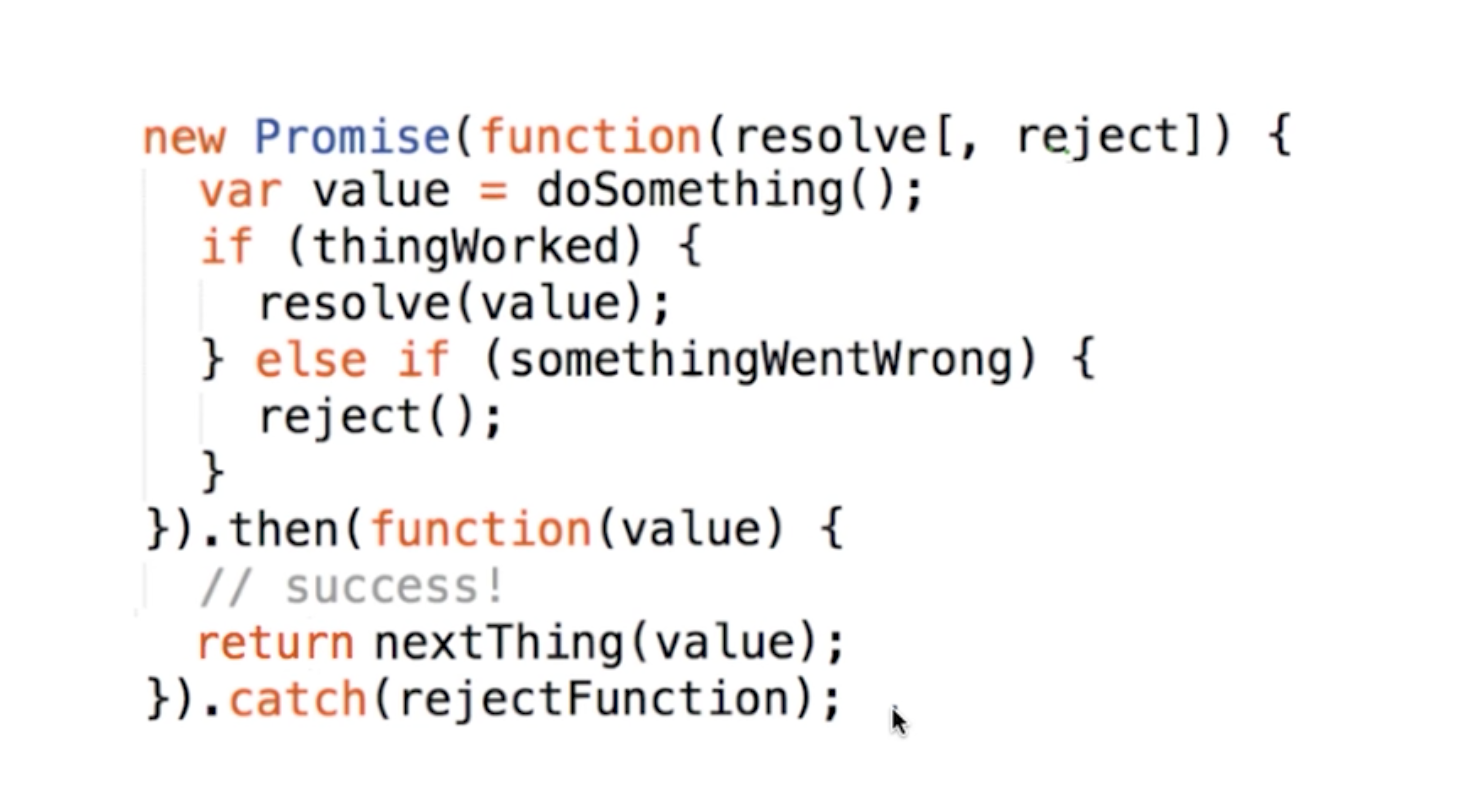 new Promise(function(resolve[, reject]) {
  var value = doSomething();
  if (thingWorked) {
    resolve(value);
  } else if (somethingWentWrong) {
    reject();
  }
}).then(function(value) {
  // success!
  return nextThing(value);
}).catch(rejectFunction);